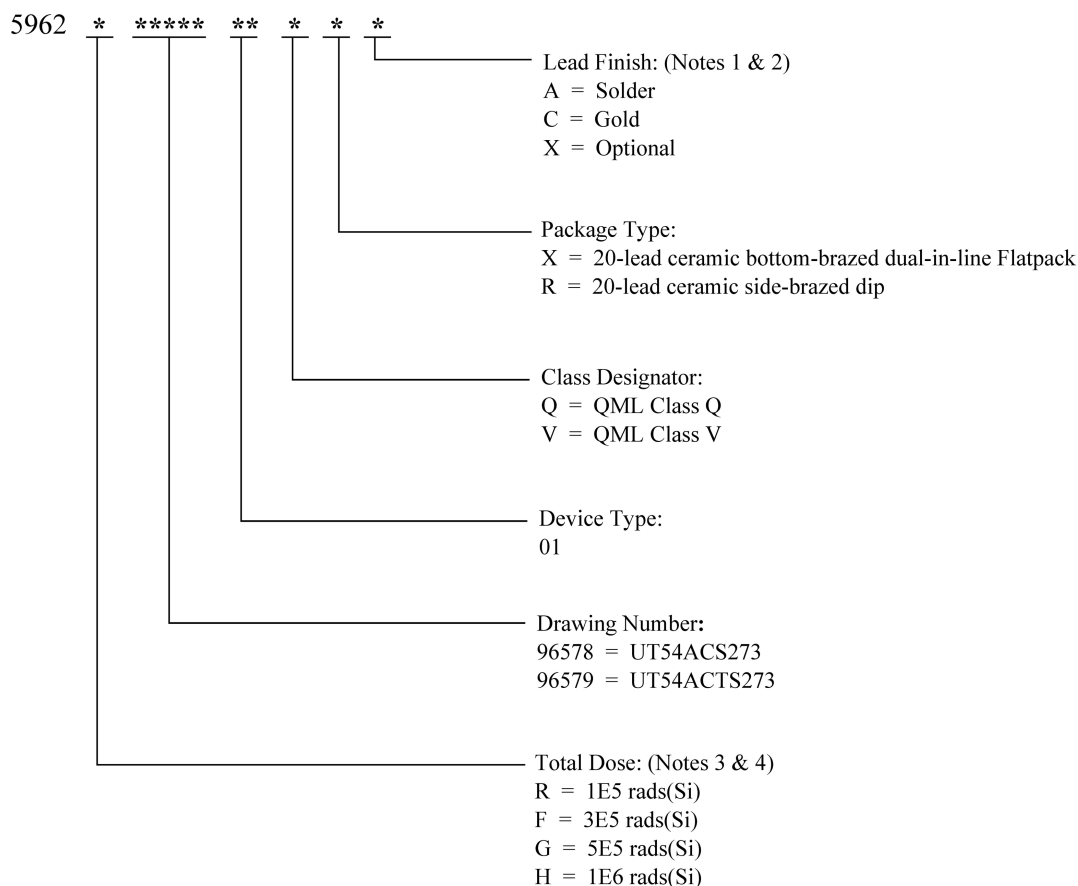 5962 * ***** ** * * *
Lead Finish: (Notes 1 & 2)
A = Solder
C = Gold
X = Optional
Package Type:
X = 20-lead ceramic bottom-brazed dual-in-line Flatpack
R = 20-lead ceramic side-brazed dip
Class Designator:
Q = QML Class Q
V = QML Class V
Device Type:
01
Drawing Number:
96578 = UT54ACS273
96579 = UT54ACTS273
Total Dose: (Notes 3 & 4)
R = 1E5 rads(Si)
F = 3E5 rads(Si)
G = 5E5 rads(Si)
H = 1E6 rads(Si)